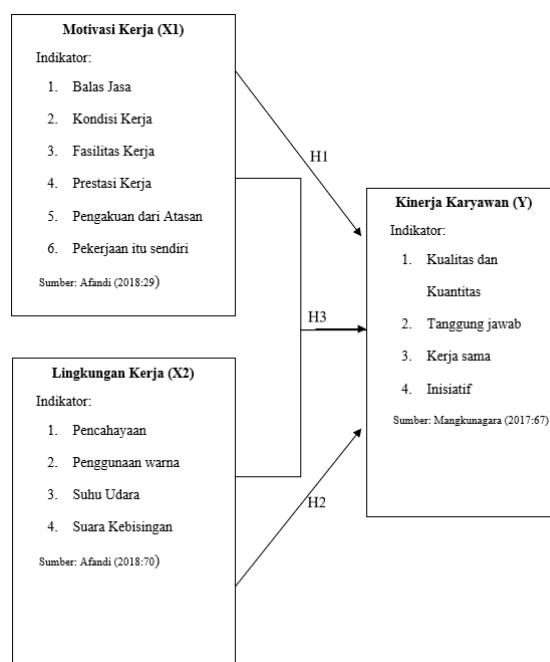 Motivasi Kerja (X1)
Indikator:
1. Balas Jasa
2. Kondisi Kerja
3. Fasilitas Kerja
4. Prestasi Kerja
5. Pengakuan dari Atasan
6. Pekerjaan itu sendiri
Sumber: Afandi (2018:29)
H1
H3
Kinerja Karyawan (Y)
Indikator:
1. Kualitas dan
Kuantitas
2. Tanggung jawab
3. Kerja sama
4. Inisiatif
Sumber: Mangkunagara (2017:67)
Lingkungan Kerja (X2)
Indikator:
1. Pencahayaan
2. Penggunaan warna
3. Suhu Udara
4. Suara Kebisingan
Sumber: Afandi (2018:70)
H2